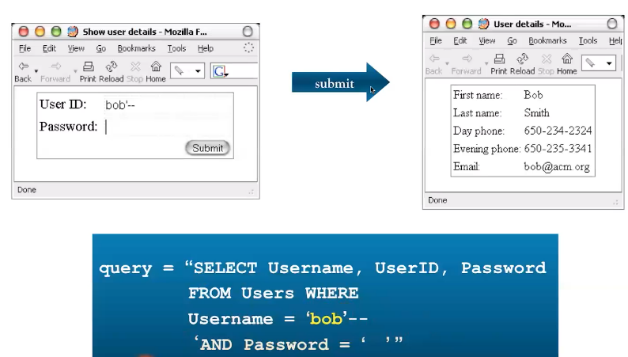 Show user details - Mozilla F...
File Edit View Go Bookmarks Tools Help
Back Forward Print Reload Stop Home
User ID: bob'--
Password:
Submit
Done
submit
User details - Mo...
File Edit View Go Bookmarks Tools Help
Back Forward Print Reload Stop Home
First name: Bob
Last name: Smith
Day phone: 650-234-2324
Evening phone: 650-235-3341
Email: bob@acm.org
Done
query = “SELECT Username, UserID, Password
FROM Users WHERE
Username = ‘bob’--
‘AND Password = ‘ ’”